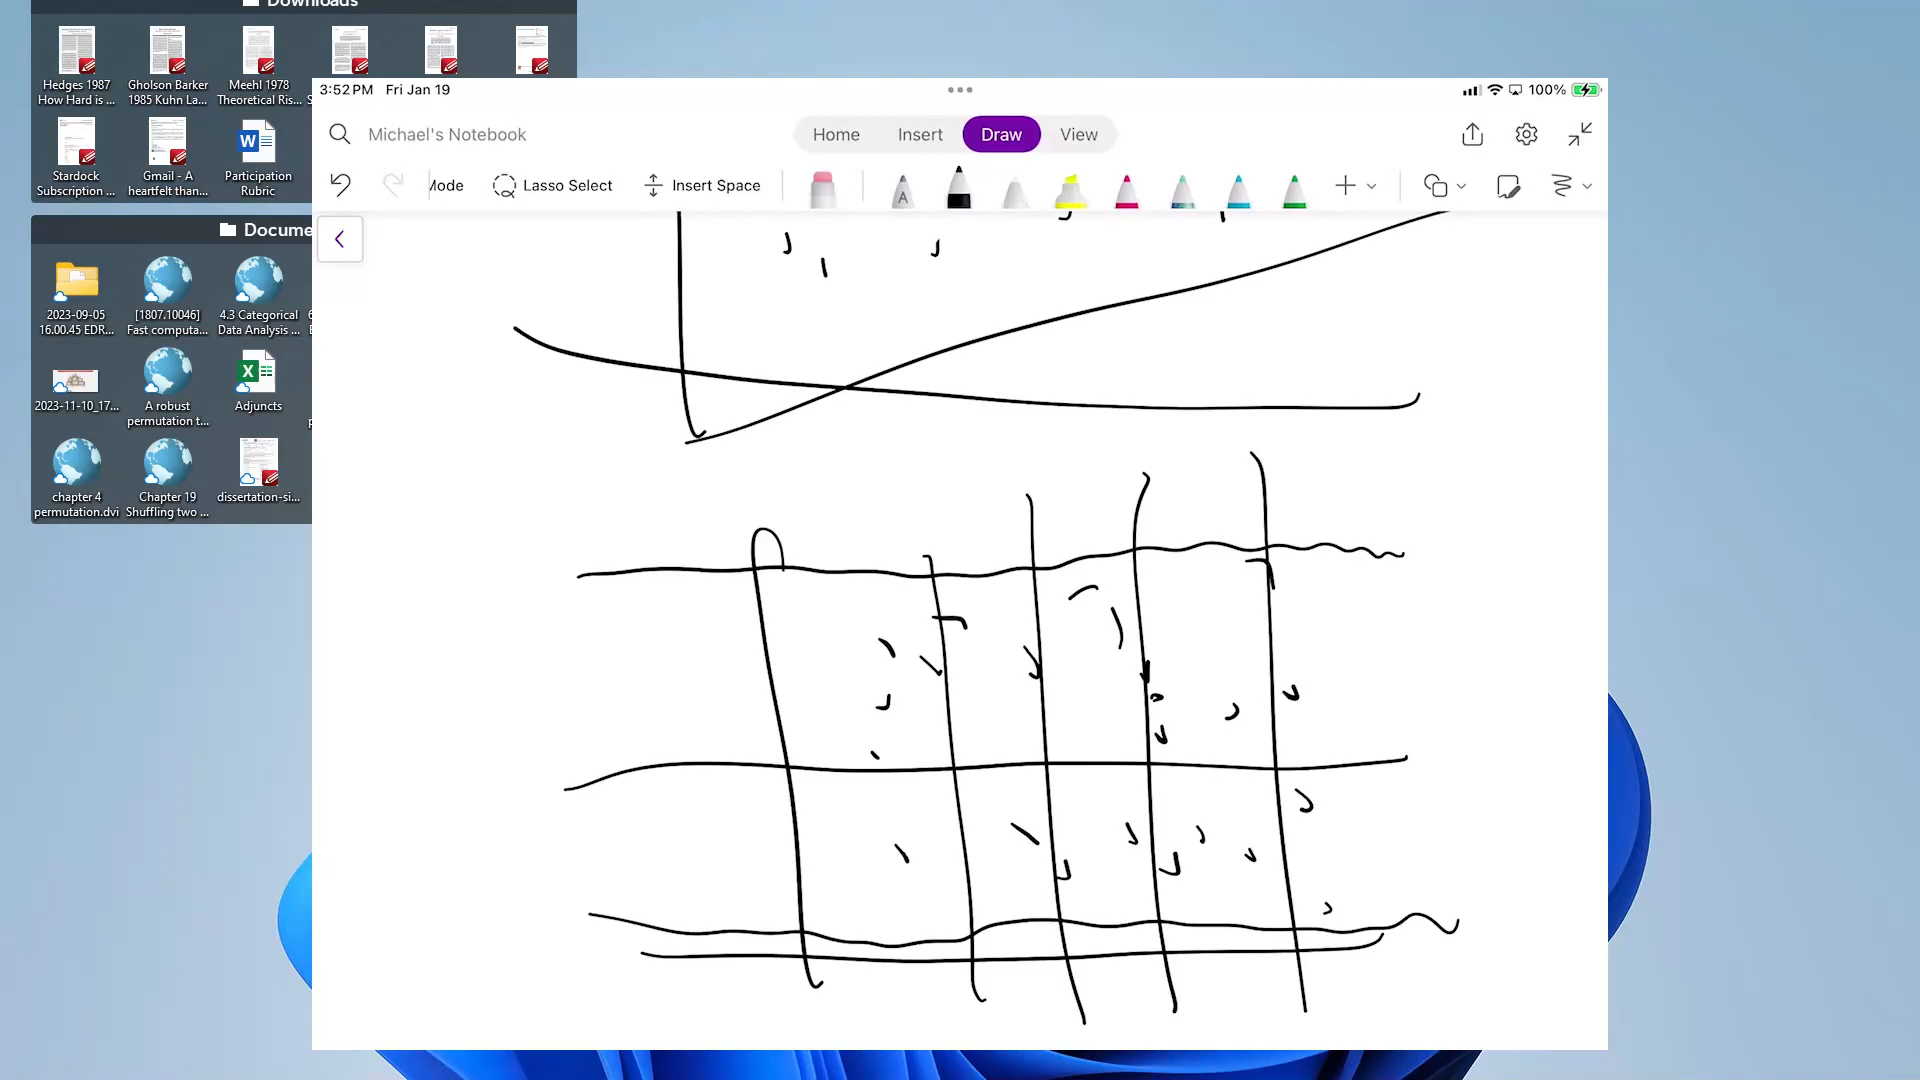 Downloads
Hedges 1987
How Hard is ...
Gholson Barker
1985 Kuhn La...
Meehl 1978
Theoretical Ris...
Stardock
Subscription ...
Gmail - A
heartfelt than...
Participation
Rubric
Docume
2023-09-05
16.00.45 EDR...
[1807.10046]
Fast computa...
4.3 Categorical
Data Analysis ...
2023-11-10_17...
A robust
permutation t...
Adjuncts
chapter 4
permutation.dvi
Chapter 19
Shuffling two ...
dissertation-si...
3:52 PM Fri Jan 19
100%
Michael's Notebook
Home Insert Draw View
Mode Lasso Select Insert Space
A